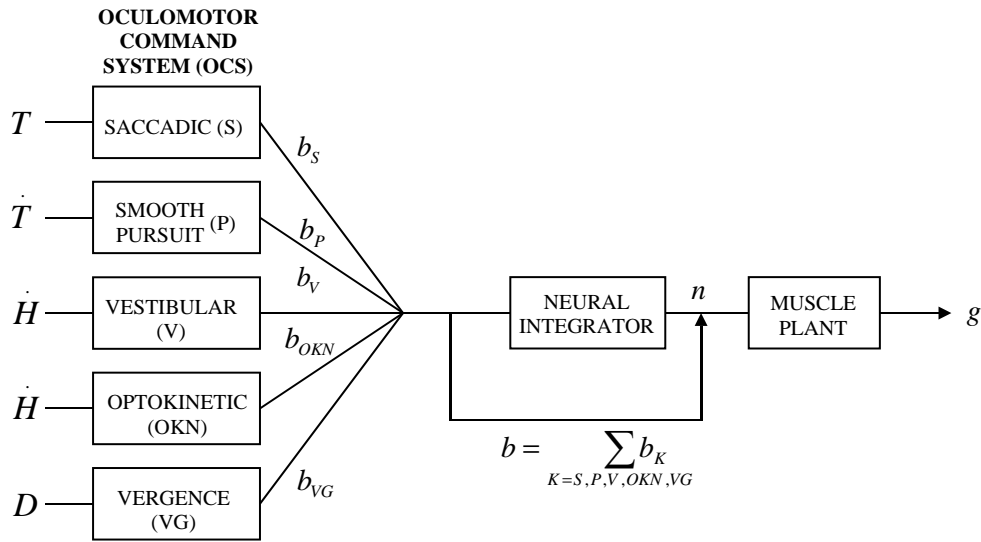 OCULOMOTOR
COMMAND
SYSTEM (OCS)
T
SACCADIC (S)
b_S
Ṫ
SMOOTH
PURSUIT (P)
b_P
Ḣ
VESTIBULAR
(V)
b_V
Ḣ
OPTOKINETIC
(OKN)
b_OKN
D
VERGENCE
(VG)
b_VG
NEURAL
INTEGRATOR
n
MUSCLE
PLANT
g
b = ∑ b_K
K=S,P,V,OKN,VG